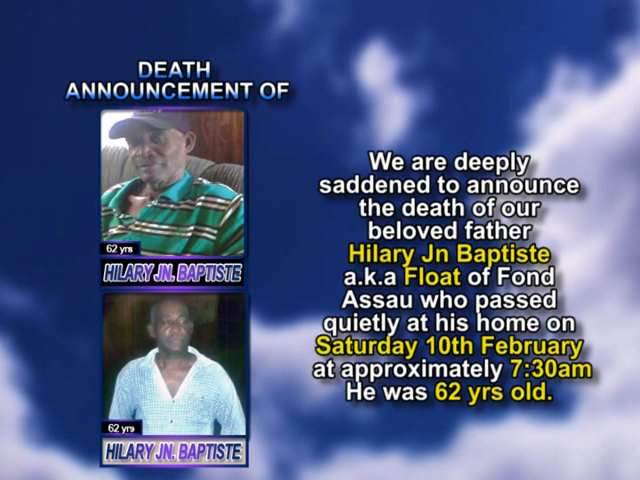 DEATH
ANNOUNCEMENT OF
62 yrs
HILARY JN. BAPTISTE
62 yrs
HILARY JN. BAPTISTE
We are deeply
saddened to announce
the death of our
beloved father
Hilary Jn Baptiste
a.k.a Float of Fond
Assau who passed
quietly at his home on
Saturday 10th February
at approximately 7:30am
He was 62 yrs old.